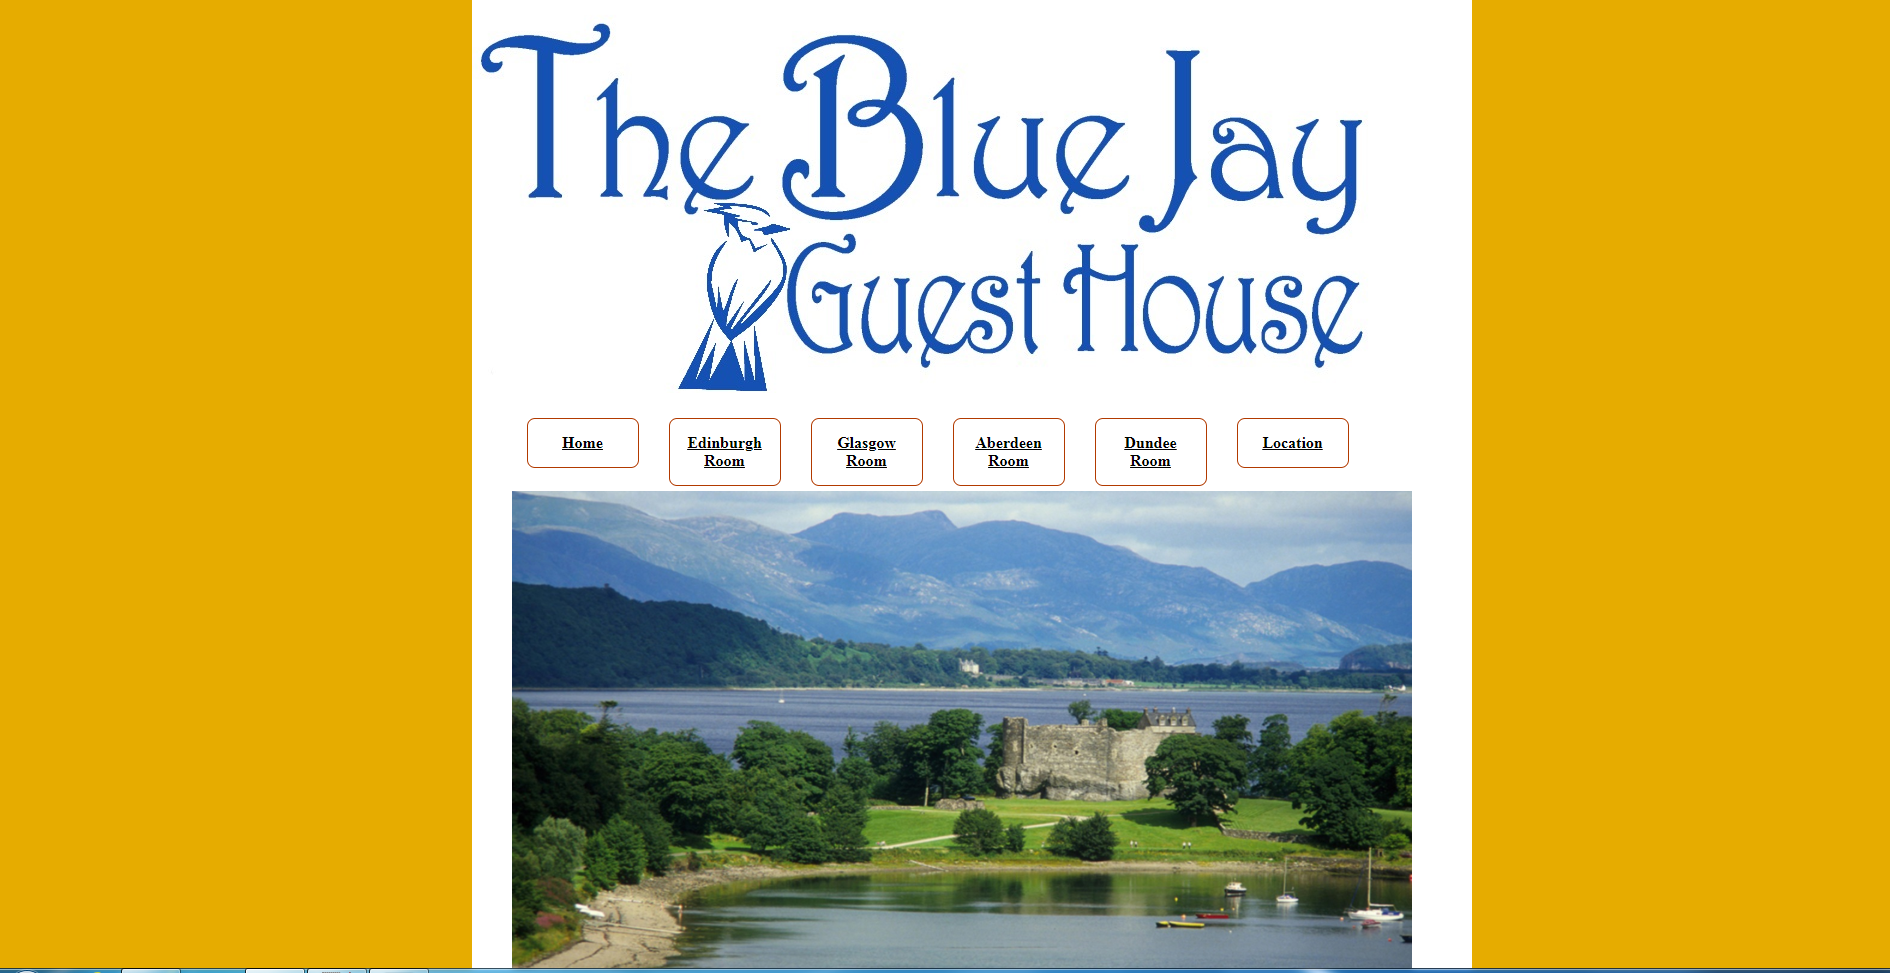 The Blue Jay
Guest House
Home
Edinburgh
Room
Glasgow
Room
Aberdeen
Room
Dundee
Room
Location